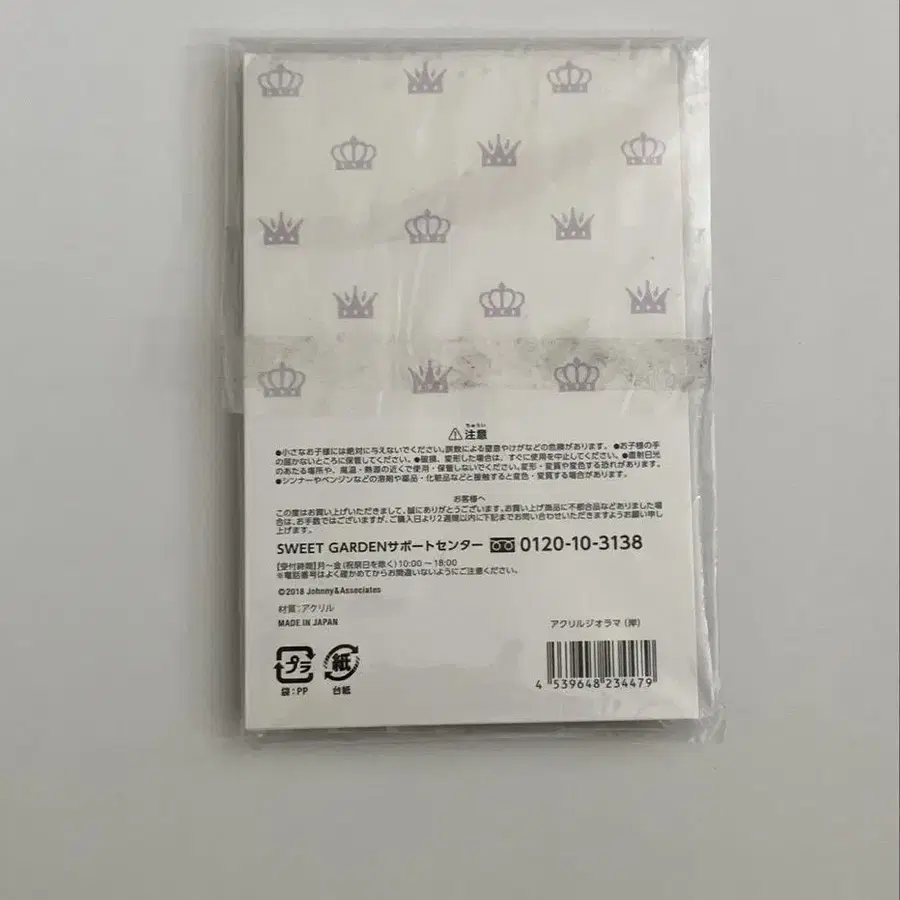 ちゅうい
注意
●小さなお子様には絶対に与えないでください。誤飲による窒息やけがなどの危険があります。 ●お子様の手
の届かないところに保管してください。●破損、変形した場合は、すぐに使用を中止してください。●直射日光
のあたる場所や、高温・熱源の近くで使用・保管しないでください。変形・変質や変色する恐れがあります。
●シンナーやベンジンなどの溶剤や薬品・化粧品などと接触すると変色・変質する場合があります。
お客様へ
この度はお買い上げいただきまして、誠にありがとうございます。お買い上げ商品に不都合品などありました場
合は、お手数ではございますが、ご購入日より2週間以内に下記までお問い合わせいただきますようお願い申し
上げます。
SWEET GARDENサポートセンター 0120-10-3138
[受付時間]月～金(祝祭日を除く)10:00～18:00
※電話番号はよく確かめてからお間違いないようにご注意ください。
©2018 Johnny&Associates
材質:アクリル
MADE IN JAPAN
アクリルジオラマ（岸）
プラ 紙
袋:PP 台紙
4 539648 234479